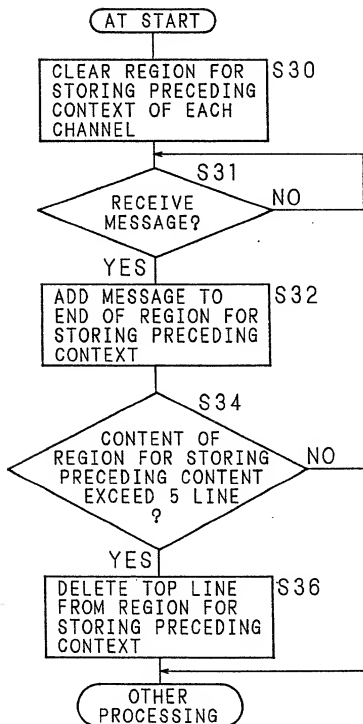 AT START
CLEAR REGION FOR
STORING PRECEDING
CONTEXT OF EACH
CHANNEL
S30
S31
RECEIVE
MESSAGE?
NO
YES
ADD MESSAGE TO
END OF REGION FOR
STORING PRECEDING
CONTEXT
S32
S34
CONTENT OF
REGION FOR STORING
PRECEDING CONTENT
EXCEED 5 LINE
?
NO
YES
DELETE TOP LINE
FROM REGION FOR
STORING PRECEDING
CONTEXT
S36
OTHER
PROCESSING